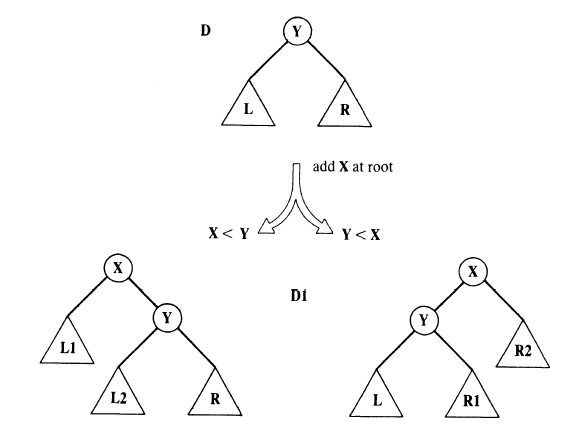 D
Y
L
R
add X at root
X < Y
Y < X
X
X
D1
Y
Y
L1
R2
L2
R
L
R1